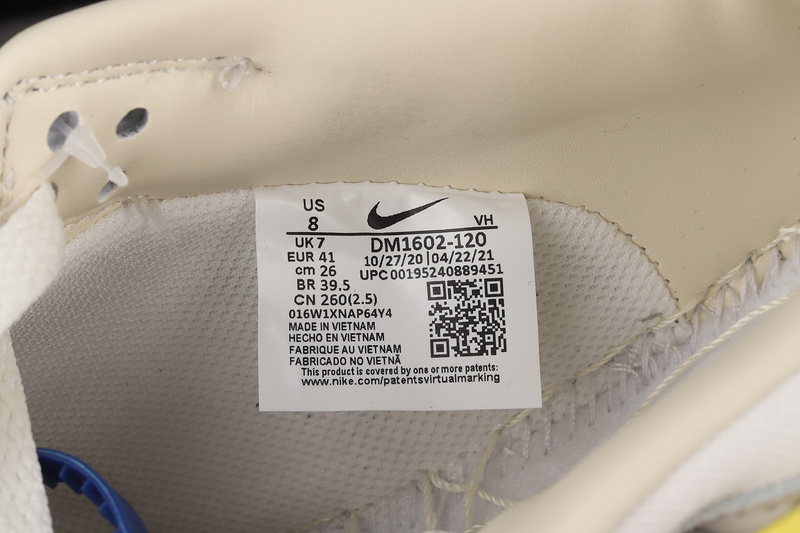 US
8
VH
UK 7
DM1602-120
EUR 41
10/27/20 | 04/22/21
cm 26
UPC 00195240889451
BR 39.5
CN 260(2.5)
016W1XNAP64Y4
MADE IN VIETNAM
HECHO EN VIETNAM
FABRIQUE AU VIETNAM
FABRICADO NO VIETNÃ
This product is covered by one or more patents:
www.nike.com/patentsvirtualmarking